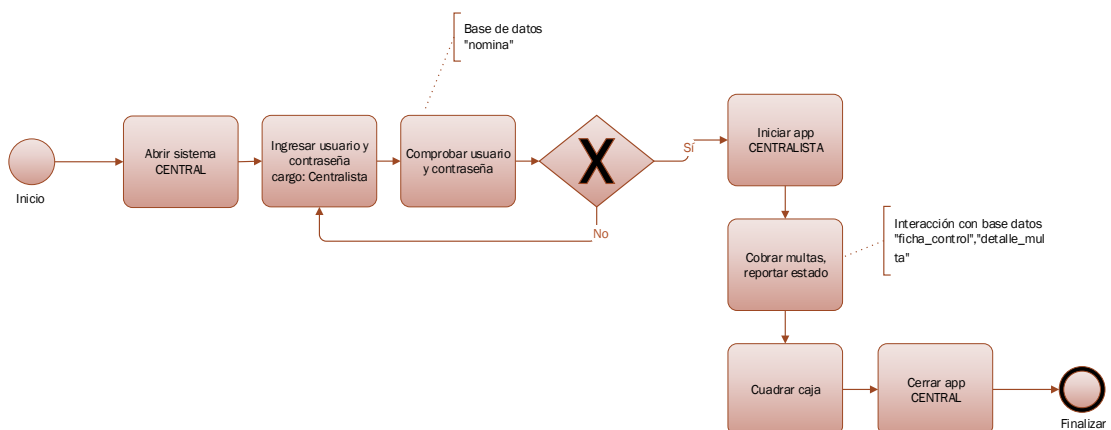 Base de datos
"nomina"
Inicio
Abrir sistema
CENTRAL
Ingresar usuario y
contraseña
cargo: Centralista
Comprobar usuario
y contraseña
X
Sí
No
Iniciar app
CENTRALISTA
Cobrar multas,
reportar estado
Interacción con base datos
"ficha_control","detalle_mul
ta"
Cuadrar caja
Cerrar app
CENTRAL
Finalizar